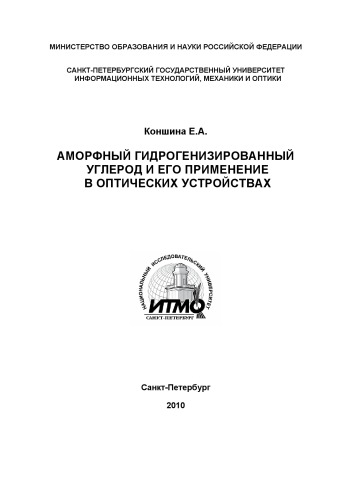 МИНИСТЕРСТВО ОБРАЗОВАНИЯ И НАУКИ РОССИЙСКОЙ ФЕДЕРАЦИИ
САНКТ-ПЕТЕРБУРГСКИЙ ГОСУДАРСТВЕННЫЙ УНИВЕРСИТЕТ
ИНФОРМАЦИОННЫХ ТЕХНОЛОГИЙ, МЕХАНИКИ И ОПТИКИ
Коншина Е.А.
АМОРФНЫЙ ГИДРОГЕНИЗИРОВАННЫЙ
УГЛЕРОД И ЕГО ПРИМЕНЕНИЕ
В ОПТИЧЕСКИХ УСТРОЙСТВАХ
НАЦИОНАЛЬНЫЙ ИССЛЕДОВАТЕЛЬСКИЙ УНИВЕРСИТЕТ
ИТМО
САНКТ-ПЕТЕРБУРГ
Санкт-Петербург
2010